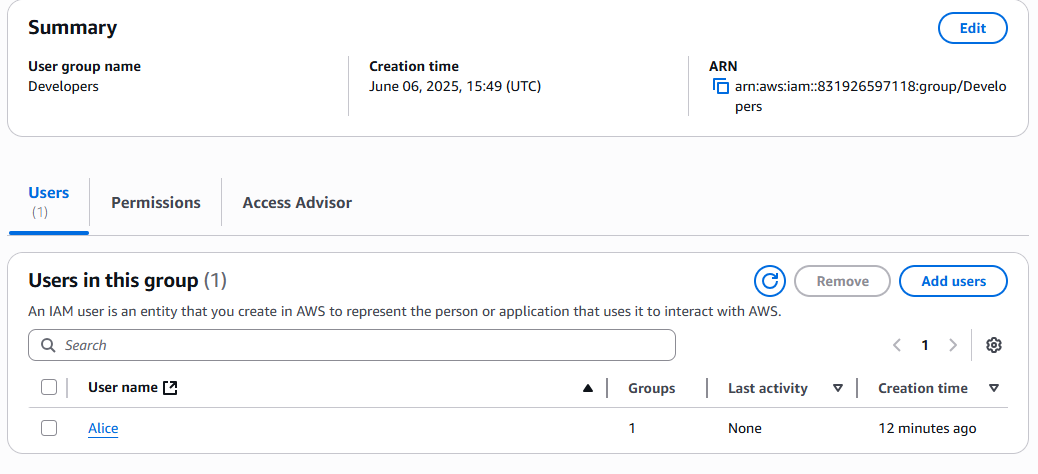 Summary
Edit
User group name
Developers
Creation time
June 06, 2025, 15:49 (UTC)
ARN
arn:aws:iam::831926597118:group/Develo
pers
Users
(1)
Permissions
Access Advisor
Users in this group (1)
Remove
Add users
An IAM user is an entity that you create in AWS to represent the person or application that uses it to interact with AWS.
Search
1
User name
Groups
Last activity
Creation time
Alice
1
None
12 minutes ago